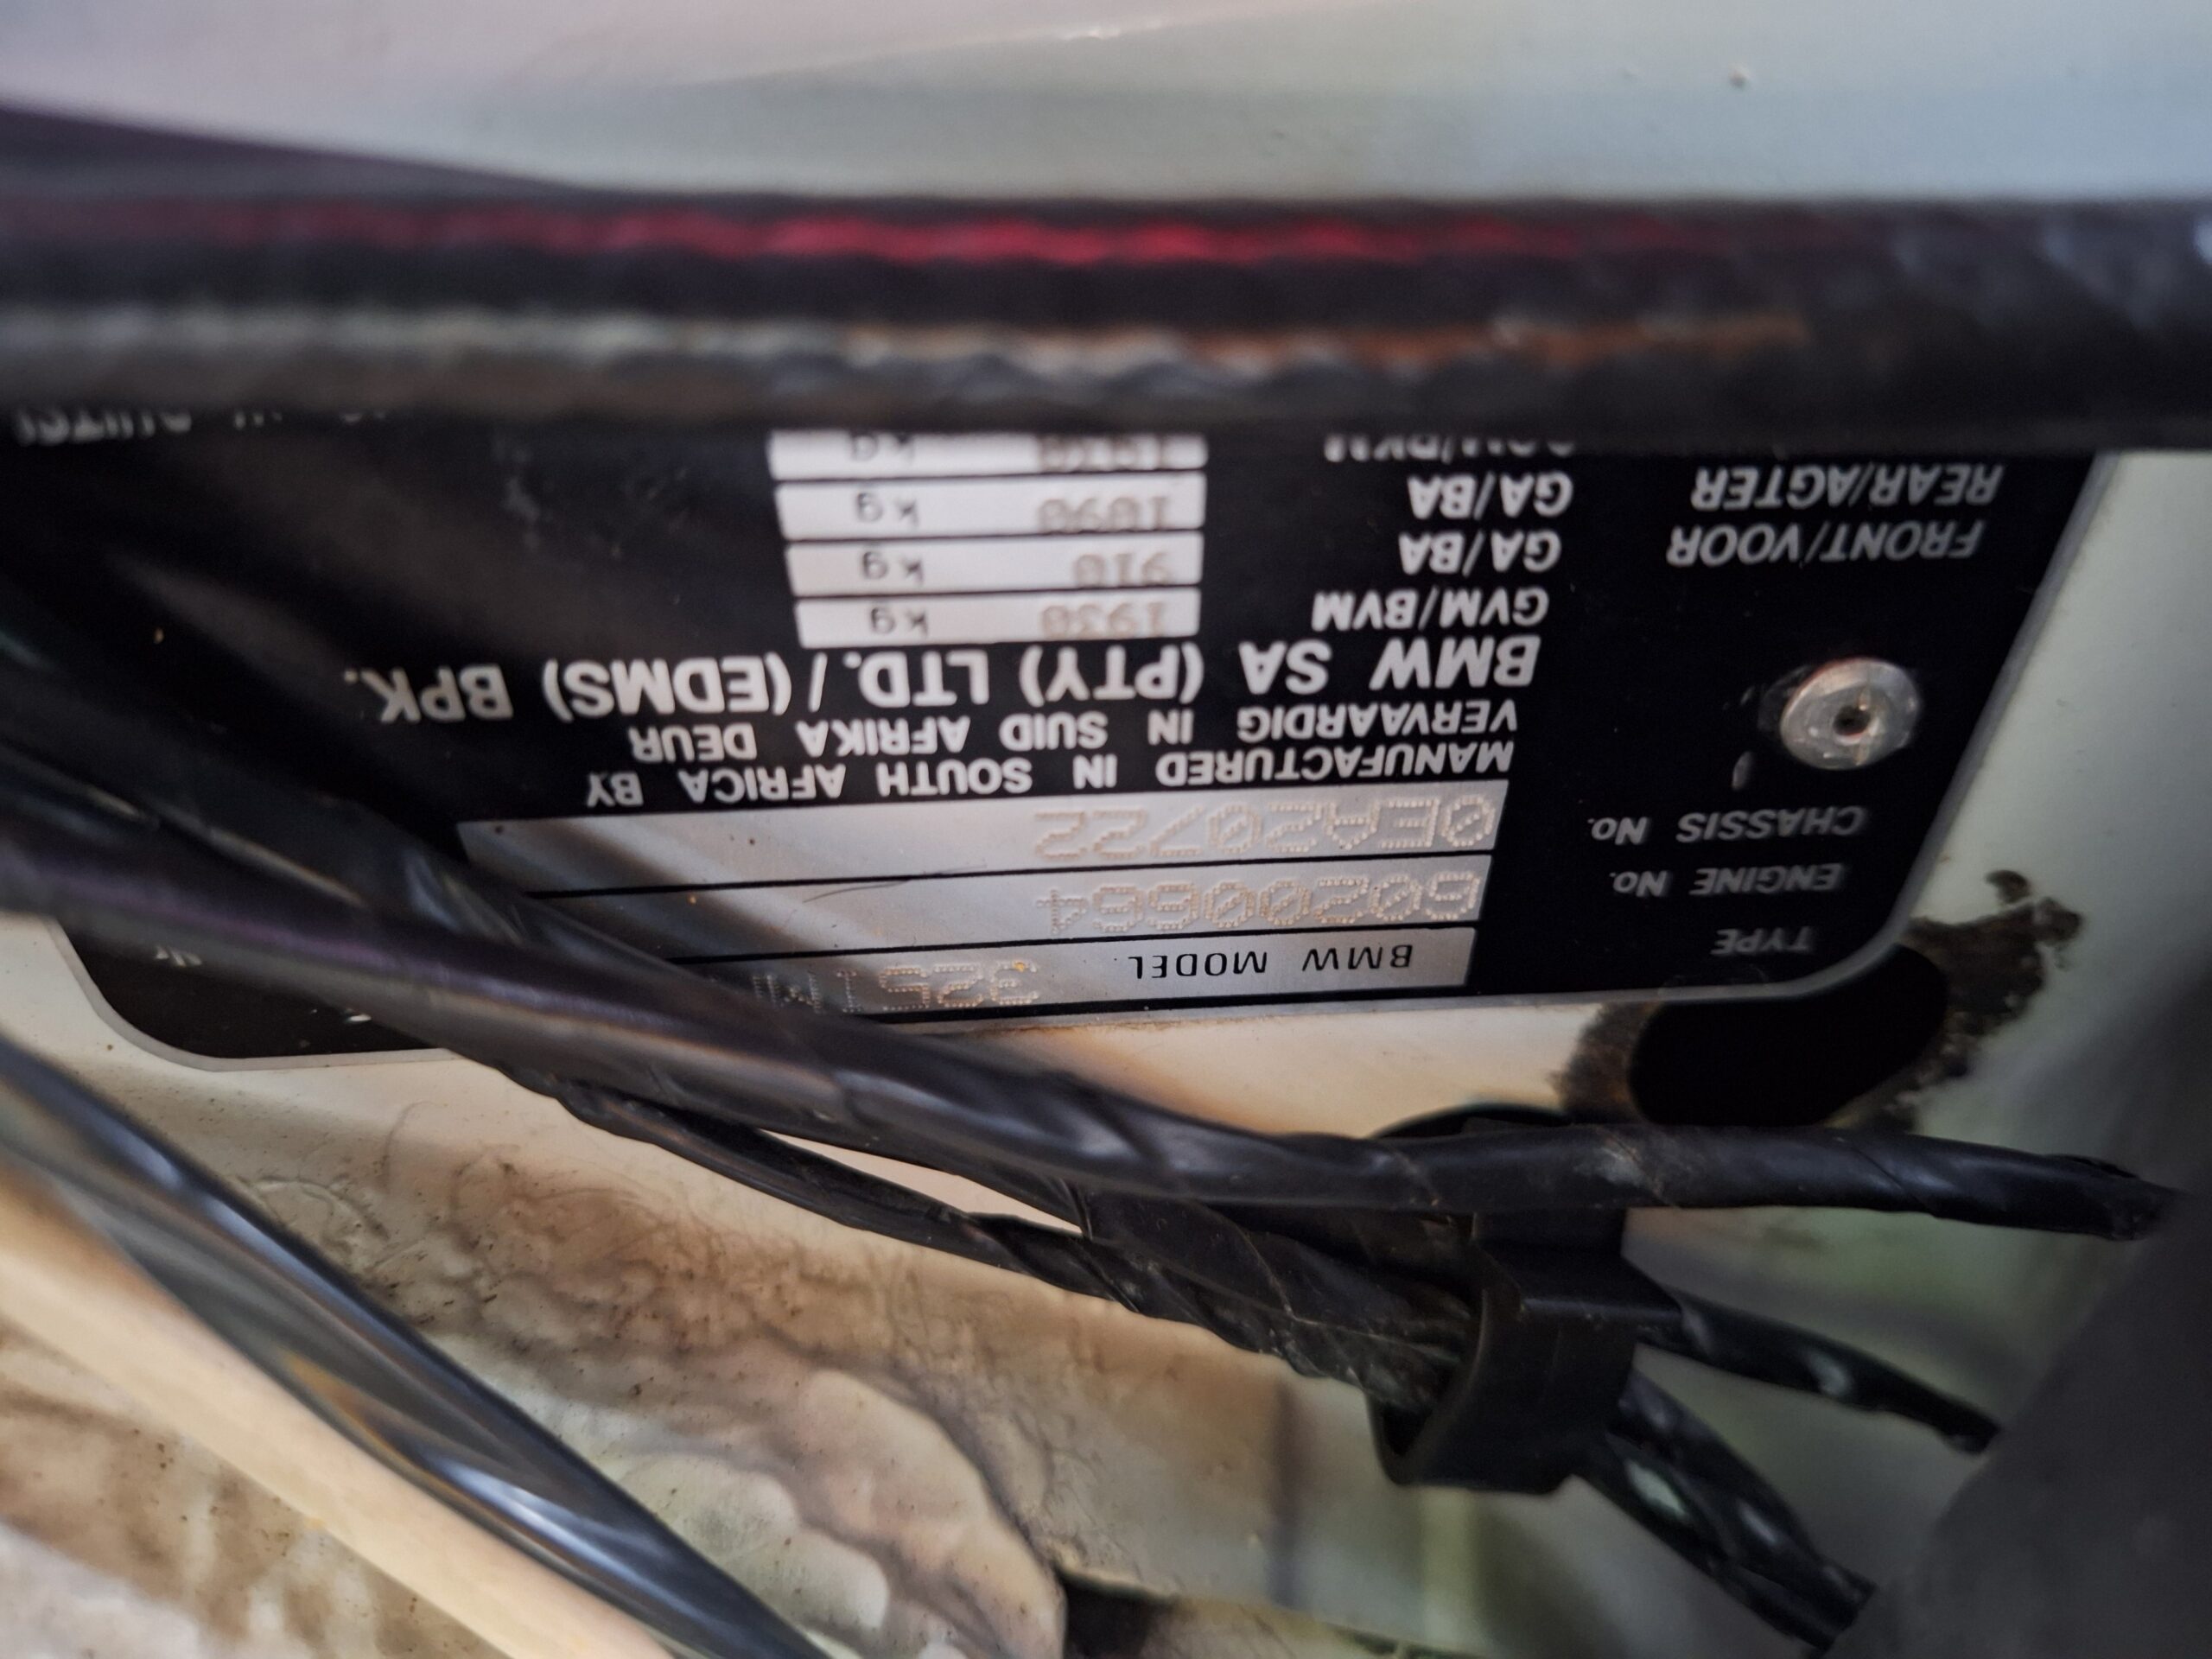 TYPE BMW MODEL
ENGINE No.
CHASSIS No. 0EA20722
MANUFACTURED IN SOUTH AFRICA BY
VERVAARDIG IN SUID AFRIKA DEUR
BMW SA (PTY) LTD. / (EDMS) BPK.
GVM/BVM 1930 kg
FRONT/VOOR GA/BA 910 kg
REAR/AGTER GA/BA 1090 kg
kg